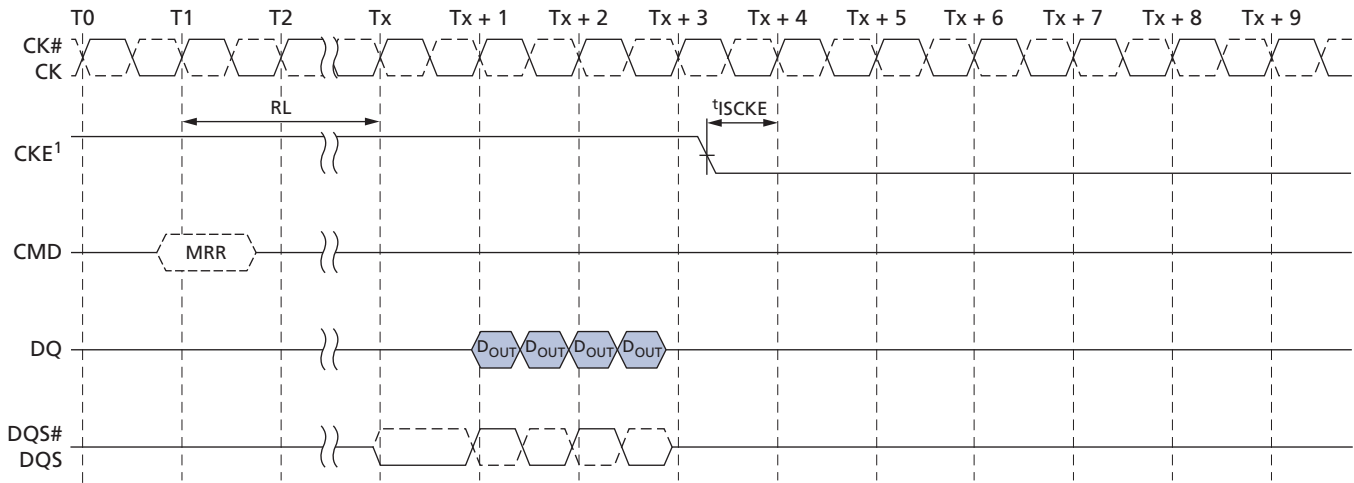 T0 T1 T2 Tx Tx + 1 Tx + 2 Tx + 3 Tx + 4 Tx + 5 Tx + 6 Tx + 7 Tx + 8 Tx + 9
CK#
CK
RL
tISCKE
CKE1
CMD
MRR
DQ
DOUT DOUT DOUT DOUT
DQS#
DQS